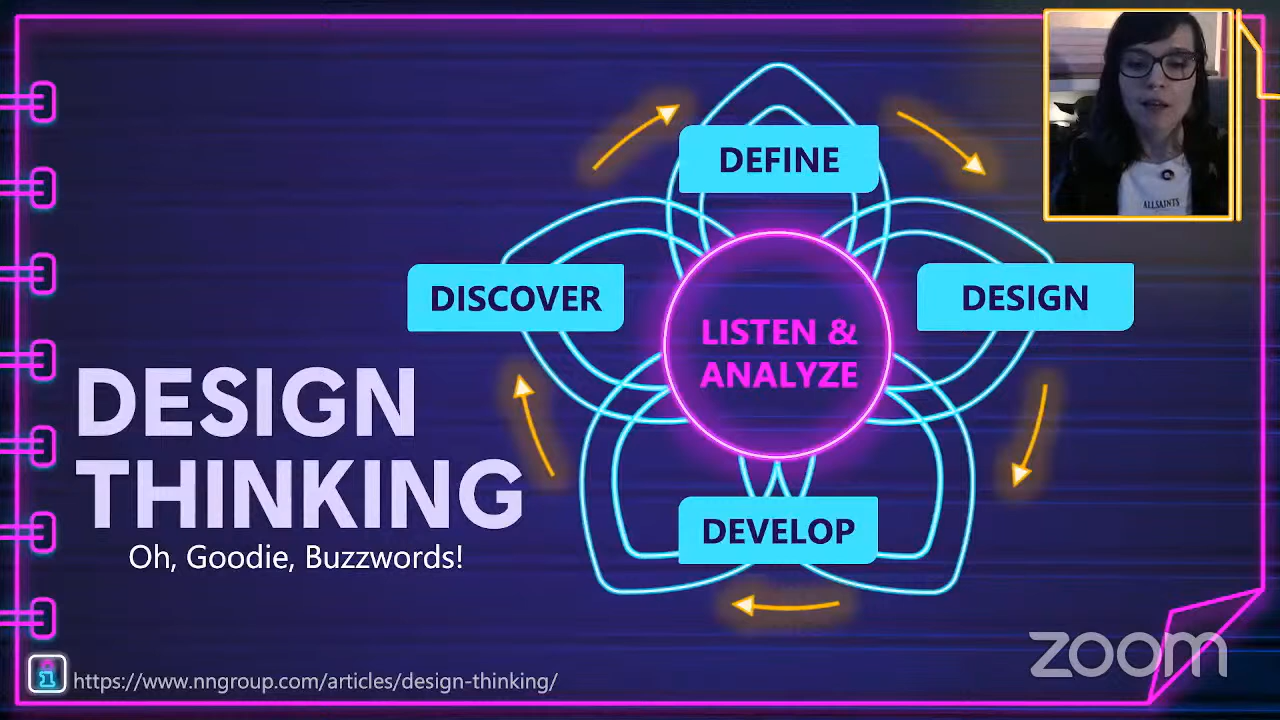 DEFINE
DISCOVER
DESIGN
LISTEN &
ANALYZE
DEVELOP
DESIGN
THINKING
Oh, Goodie, Buzzwords!
https://www.nngroup.com/articles/design-thinking/
ALLSAINTS
zoom